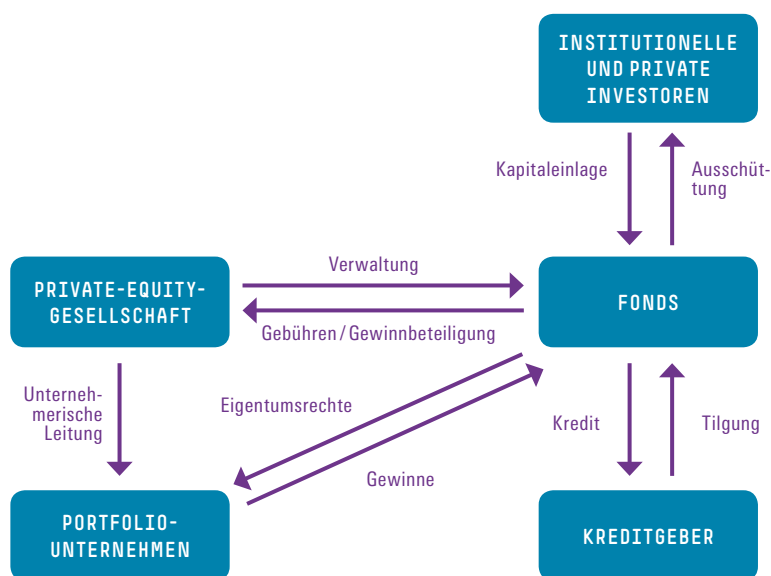 INSTITUTIONELLE
UND PRIVATE
INVESTOREN
Kapitaleinlage
Ausschüt-
tung
PRIVATE-EQUITY-
GESELLSCHAFT
Verwaltung
Gebühren/Gewinnbeteiligung
FONDS
Unterneh-
merische
Leitung
Eigentumsrechte
Gewinne
Kredit
Tilgung
PORTFOLIO-
UNTERNEHMEN
KREDITGEBER